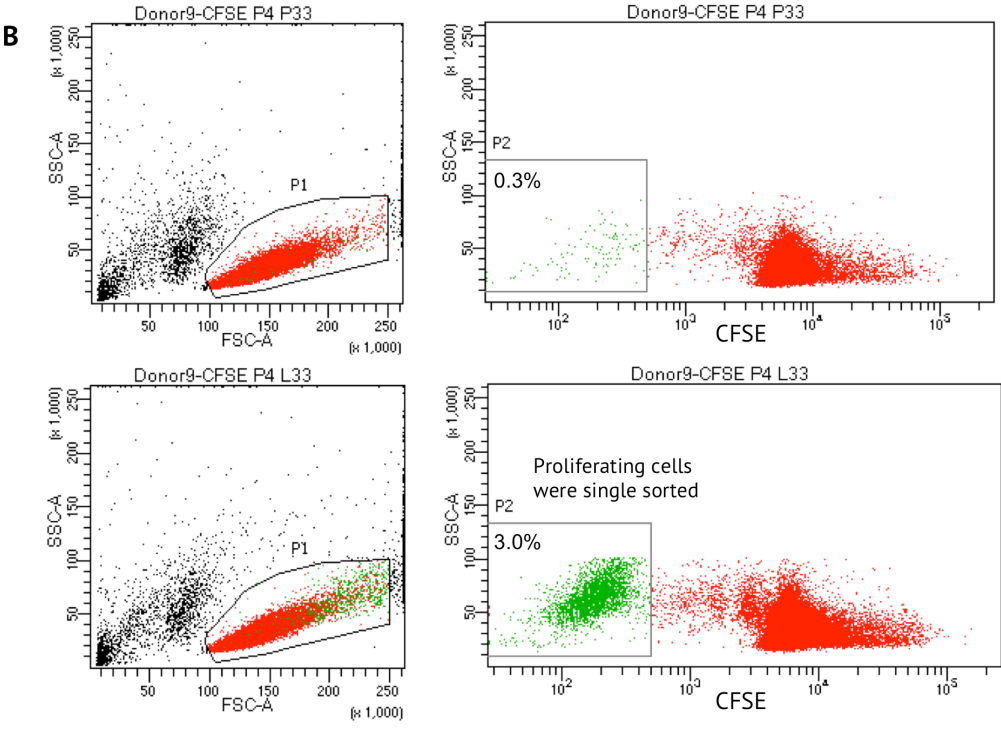 B
Donor9-CFSE P4 P33
(x 1,000)
SSC-A
250
200
150
100
50
P1
50 100 150 200 250
FSC-A
(x 1,000)
Donor9-CFSE P4 P33
(x 1,000)
SSC-A
250
200
150
100
50
P2
0.3%
10² 10³ 10⁴ 10⁵
CFSE
Donor9-CFSE P4 L33
(x 1,000)
SSC-A
250
200
150
100
50
P1
50 100 150 200 250
FSC-A
(x 1,000)
Donor9-CFSE P4 L33
(x 1,000)
SSC-A
250
200
150
100
50
Proliferating cells
were single sorted
P2
3.0%
10² 10³ 10⁴ 10⁵
CFSE